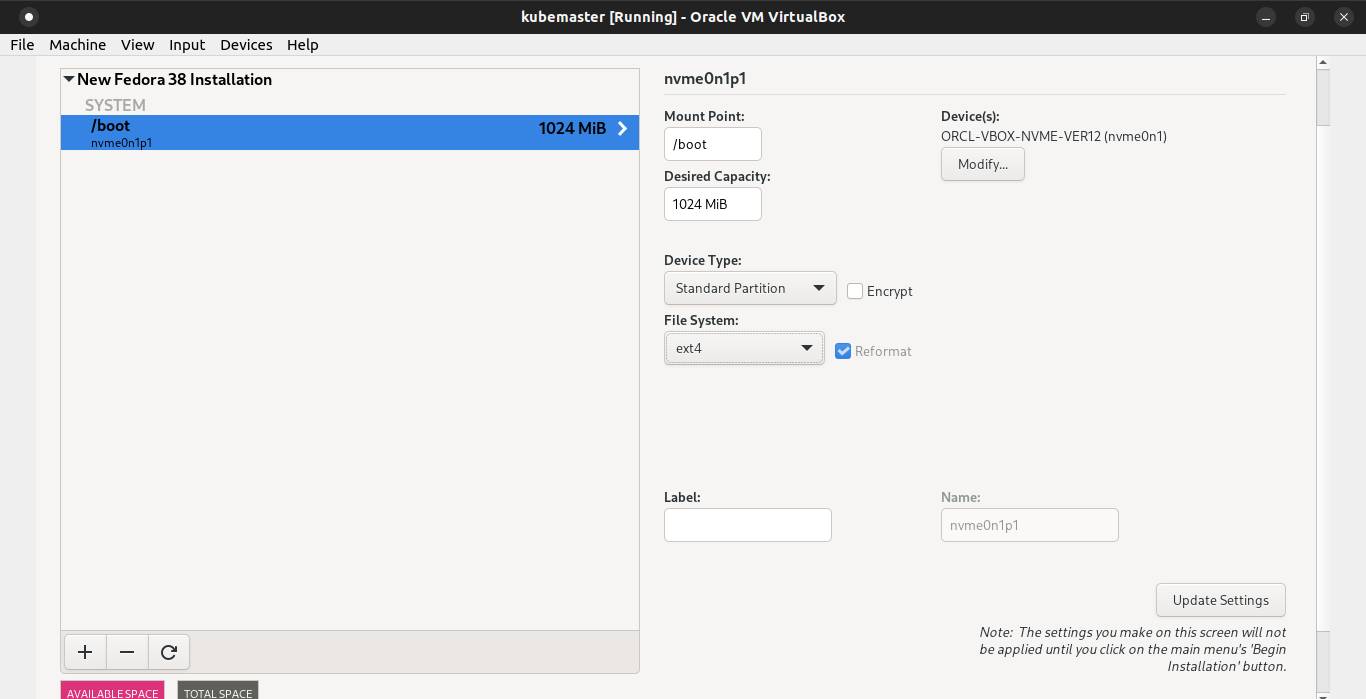 kubemaster [Running] - Oracle VM VirtualBox
File Machine View Input Devices Help
New Fedora 38 Installation
SYSTEM
/boot
1024 MiB
nvme0n1p1
nvme0n1p1
Mount Point:
/boot
Device(s):
ORCL-VBOX-NVME-VER12 (nvme0n1)
Modify...
Desired Capacity:
1024 MiB
Device Type:
Standard Partition
Encrypt
File System:
ext4
Reformat
Label:
Name:
nvme0n1p1
Update Settings
Note: The settings you make on this screen will not
be applied until you click on the main menu's 'Begin
Installation' button.
AVAILABLE SPACE
TOTAL SPACE